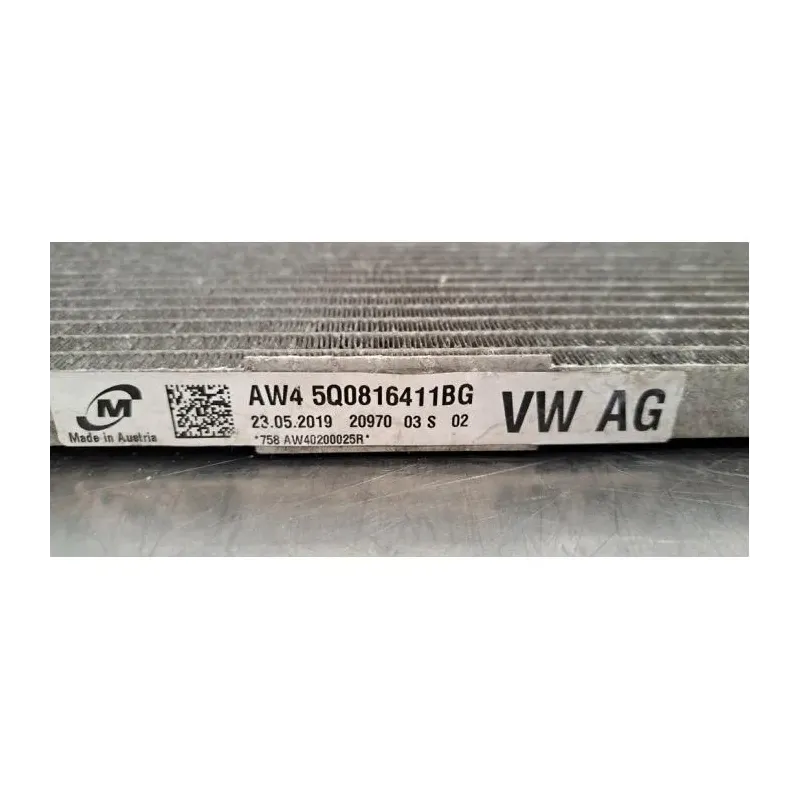 M
Made in Austria
AW4 5Q0816411BG
23.05.2019 20970 03 S 02
*758 AW40200025R*
VW AG